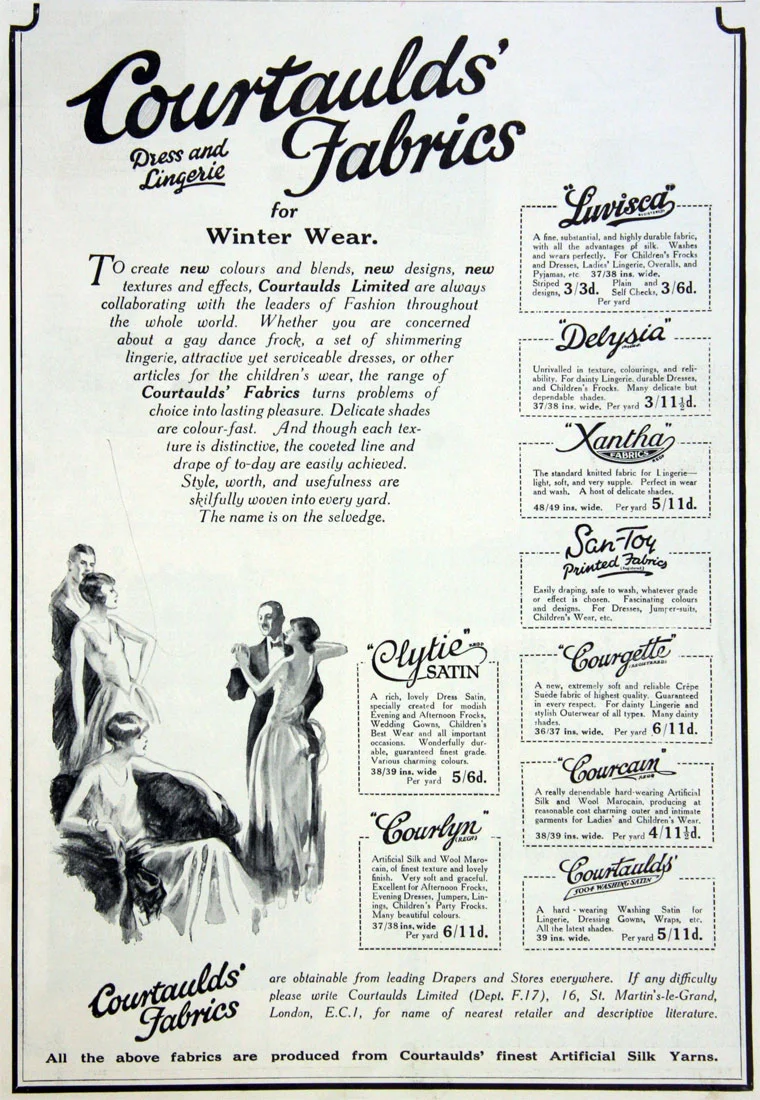 Courtaulds'
Dress and
Lingerie
Fabrics
for
Winter Wear.
TO create new colours and blends, new designs, new
textures and effects, Courtaulds Limited are always
collaborating with the leaders of Fashion throughout
the whole world. Whether you are concerned
about a gay dance frock, a set of shimmering
lingerie, attractive yet serviceable dresses, or other
articles for the children's wear, the range of
Courtaulds' Fabrics turns problems of
choice into lasting pleasure. Delicate shades
are colour-fast. And though each tex-
ture is distinctive, the coveted line and
drape of to-day are easily achieved.
Style, worth, and usefulness are
skilfully woven into every yard.
The name is on the selvedge.
"Luvisca"
A fine, substantial, and highly durable fabric,
with all the advantages of silk. Washes
and wears perfectly. For Children's Frocks
and Dresses, Ladies' Lingerie, Overalls, and
Pyjamas, etc. 37/38 ins. wide,
Striped designs, 3/3d. Plain and Self Checks, 3/6d.
Per yard
"Delysia"
Unrivalled in texture, colourings, and reli-
ability. For dainty Lingerie, durable Dresses,
and Children's Frocks. Many delicate but
dependable shades.
37/38 ins. wide. Per yard 3/11½d.
"Xantha"
FABRICS
REGD
The standard knitted fabric for Lingerie—
light, soft, and very supple. Perfect in wear
and wash. A host of delicate shades.
48/49 ins. wide. Per yard 5/11d.
San-Toy
Printed Fabrics
Easily draping, safe to wash, whatever grade
or effect is chosen. Fascinating colours
and designs. For Dresses, Jumper-suits,
Children's Wear, etc.
"Clytie" REGD
SATIN
A rich, lovely Dress Satin,
specially created for modish
Evening and Afternoon Frocks,
Wedding Gowns, Children's
Best Wear and all important
occasions. Wonderfully dur-
able, guaranteed finest grade.
Various charming colours.
38/39 ins. wide
Per yard 5/6d.
"Courlyn"
(REGD)
Artificial Silk and Wool Maro-
cain, of finest texture and lovely
finish. Very soft and graceful.
Excellent for Afternoon Frocks,
Evening Dresses, Jumpers, Lin-
ings, Children's Party Frocks.
Many beautiful colours.
37/38 ins. wide
Per yard 6/11d.
"Courgette"
(REGISTERED)
A new, extremely soft and reliable Crêpe
Suède fabric of highest quality. Guaranteed
in every respect. For dainty Lingerie and
stylish Outerwear of all types. Many dainty
shades.
36/37 ins. wide. Per yard 6/11d.
"Courcain"
REGD
A really dependable hard-wearing Artificial
Silk and Wool Marocain, producing at
reasonable cost charming outer and intimate
garments for Ladies' and Children's Wear.
38/39 ins. wide. Per yard 4/11½d.
Courtaulds'
5004 WASHING SATIN
A hard-wearing Washing Satin for
Lingerie, Dressing Gowns, Wraps, etc.
All the latest shades.
39 ins. wide. Per yard 5/11d.
Courtaulds'
Fabrics
are obtainable from leading Drapers and Stores everywhere. If any difficulty
please write Courtaulds Limited (Dept. F.17), 16, St. Martin's-le-Grand,
London, E.C.1, for name of nearest retailer and descriptive literature.
All the above fabrics are produced from Courtaulds' finest Artificial Silk Yarns.